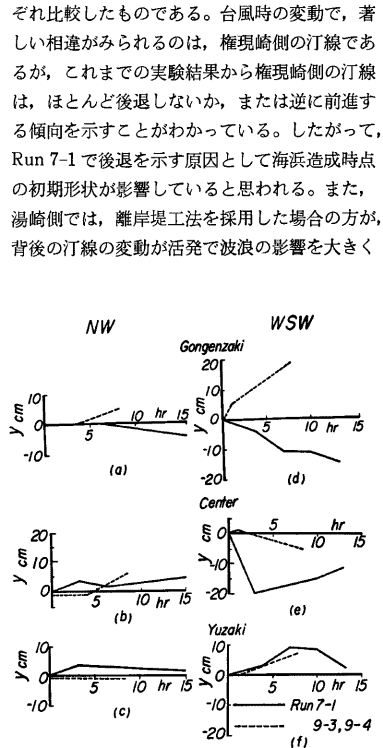 ぞれ比較したものである。台風時の変動で，著
しい相違がみられるのは，権現崎側の汀線であ
るが，これまでの実験結果から権現崎側の汀線
は，ほとんど後退しないか，または逆に前進す
る傾向を示すことがわかっている。したがって，
Run 7-1で後退を示す原因として海浜造成時点
の初期形状が影響していると思われる。また，
湯崎側では，離岸堤工法を採用した場合の方が，
背後の汀線の変動が活発で波浪の影響を大きく
NW
WSW
Gongenzaki
10
y cm
0
-10
5
10
hr
15
(a)
20
y cm
10
0
-10
-20
5
10
hr
15
(d)
Center
20
y cm
0
-10
5
10
hr
15
(b)
5
y cm
0
-10
-20
5
10
hr
15
(e)
Yuzaki
10
y cm
0
-10
5
10
hr
15
(c)
10
y cm
0
-10
-20
5
10
hr
15
Run 7-1
9-3, 9-4
(f)